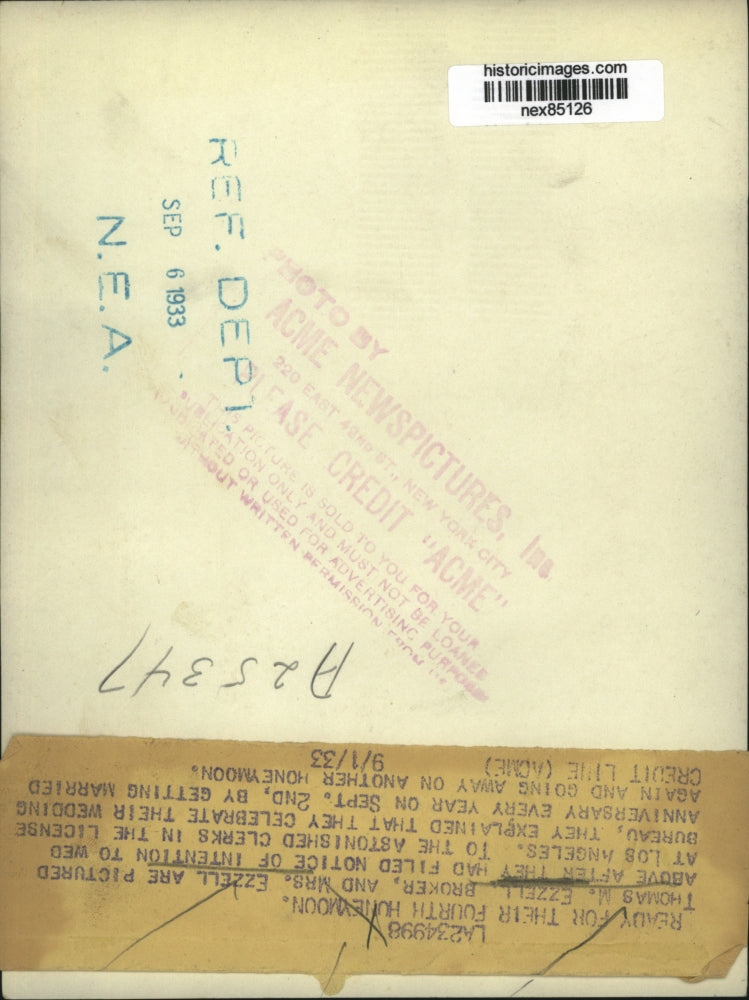 historicimages.com
nex85126
REF. DEPT.
SEP 6 1933
N.E.A.
PHOTO BY
ACME NEWSPICTURES, Inc.
220 EAST 42ND ST., NEW YORK CITY
PLEASE CREDIT "ACME"
THIS PICTURE IS SOLD TO YOU FOR YOUR
PUBLICATION ONLY AND MUST NOT BE LOANED
OR USED FOR ADVERTISING PURPOSES
WITHOUT WRITTEN PERMISSION FROM
A25347
LA234998
READY FOR THEIR FOURTH HONEYMOON.
THOMAS M. EZZELL, BROKER, AND MRS. EZZELL ARE PICTURED
ABOVE AFTER THEY HAD FILED NOTICE OF INTENTION TO WED
AT LOS ANGELES. TO THE ASTONISHED CLERKS IN THE LICENSE
BUREAU, THEY EXPLAINED THAT THEY CELEBRATE THEIR WEDDING
ANNIVERSARY EVERY YEAR ON SEPT. 2ND, BY GETTING MARRIED
AGAIN AND GOING AWAY ON ANOTHER HONEYMOON.
CREDIT LINE (ACME) 9/1/33